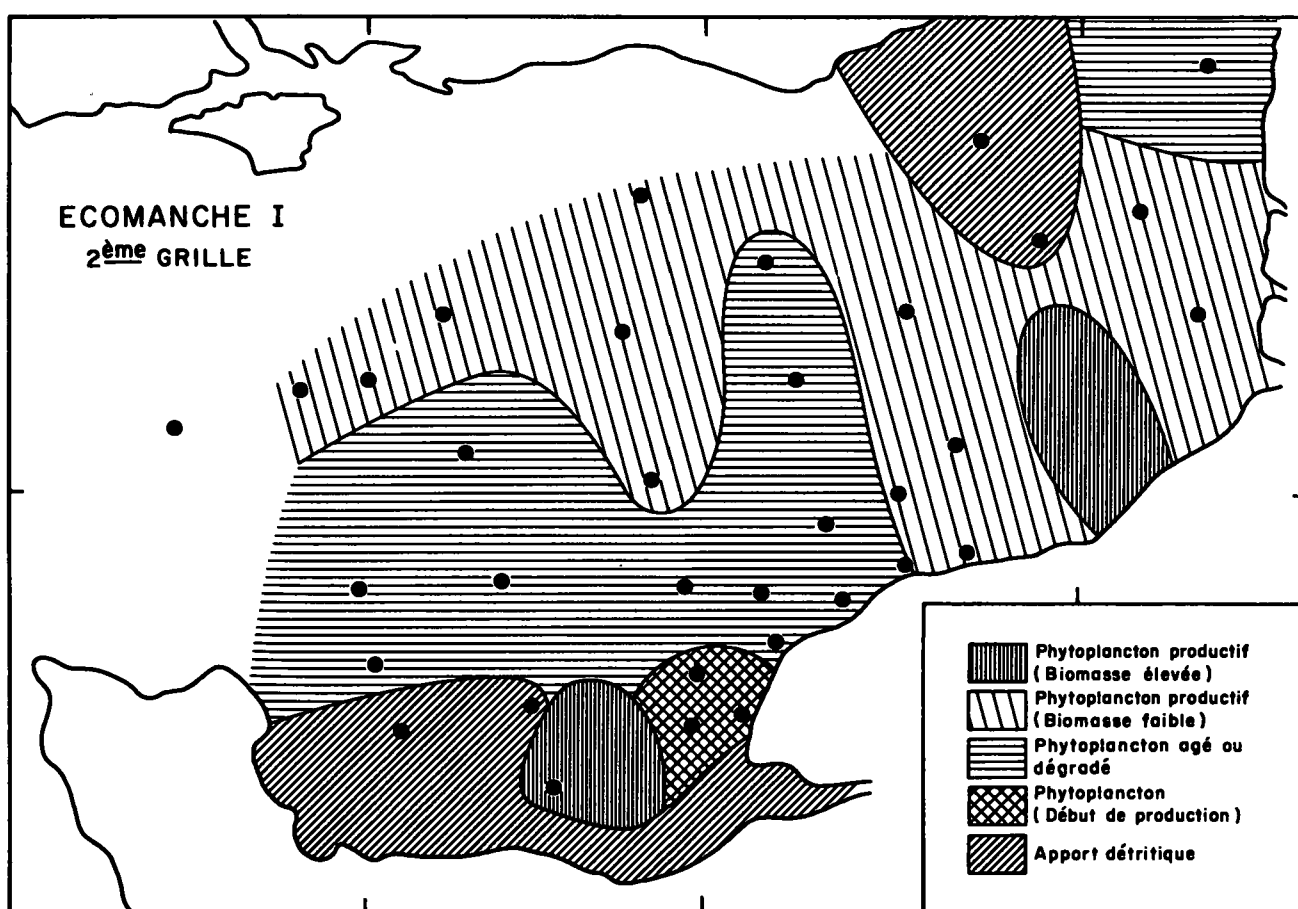 ECOMANCHE I
2ème GRILLE
Phytoplancton productif
(Biomasse élevée)
Phytoplancton productif
(Biomasse faible)
Phytoplancton agé ou
dégradé
Phytoplancton
(Début de production)
Apport détritique